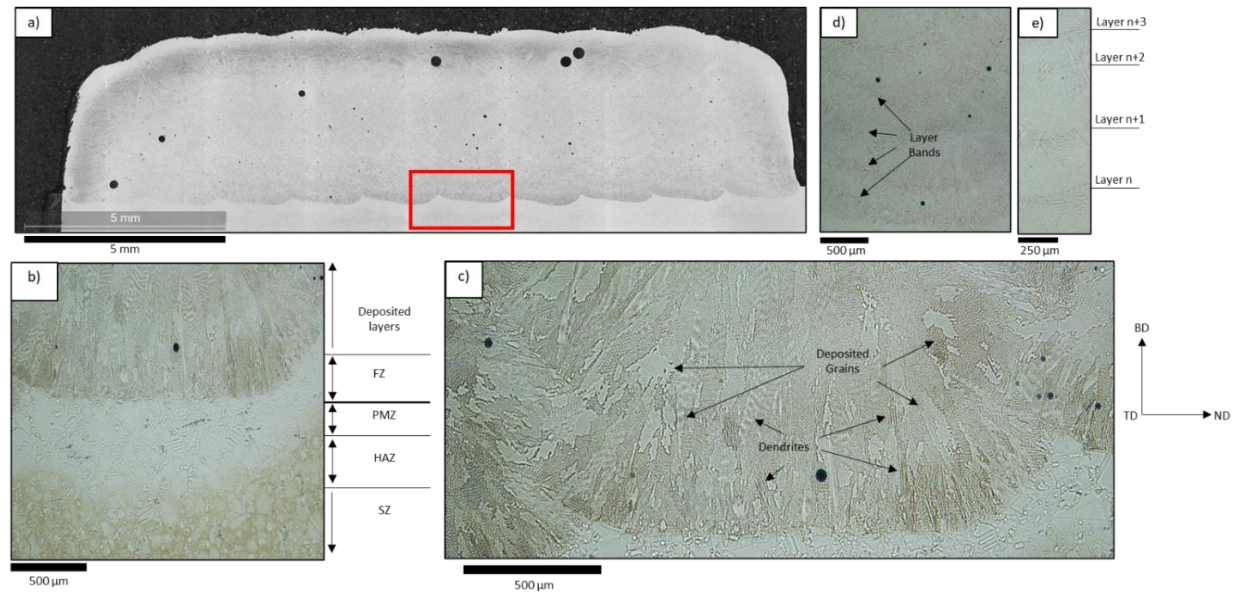 a)
5 mm
5 mm
d)
Layer
Bands
500 µm
e)
Layer n+3
Layer n+2
Layer n+1
Layer n
250 µm
b)
Deposited
layers
FZ
PMZ
HAZ
SZ
500 µm
c)
Deposited
Grains
Dendrites
500 µm
BD
TD
ND